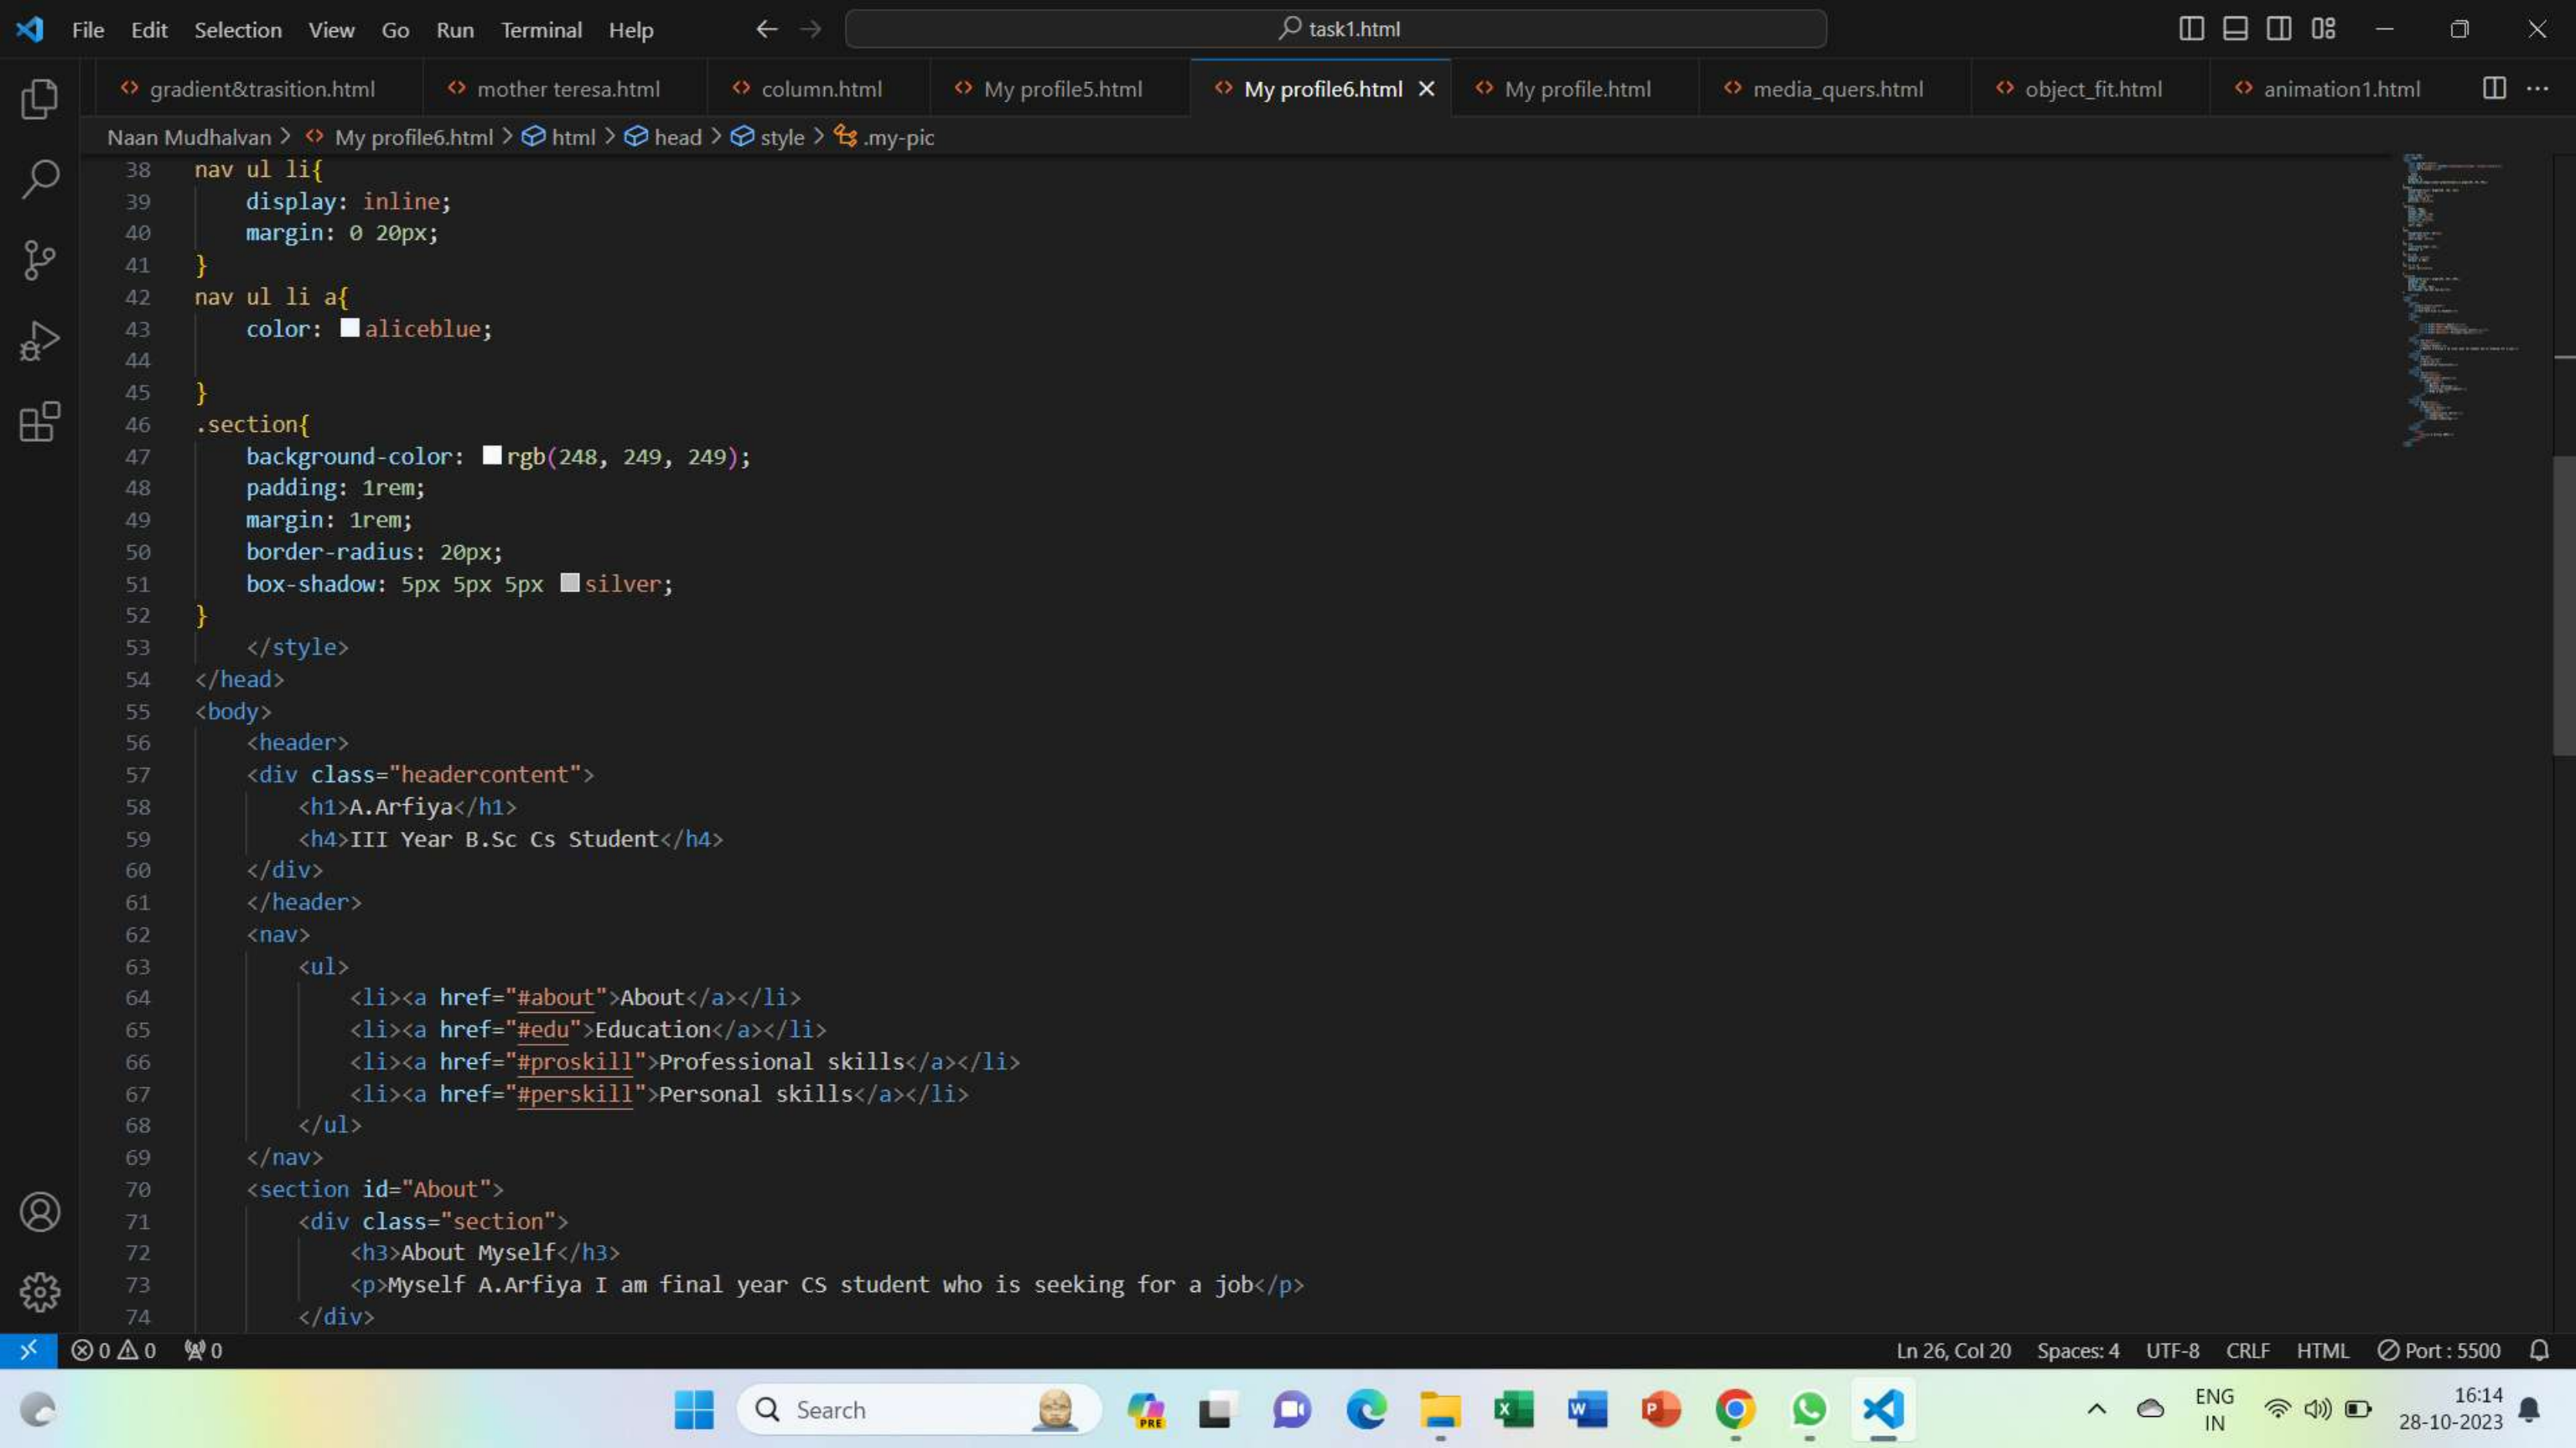 File Edit Selection View Go Run Terminal Help task1.html
gradient&trasition.html mother teresa.html column.html My profile5.html My profile6.html My profile.html media_quers.html object_fit.html animation1.html
Naan Mudhalvan > My profile6.html > html > head > style > .my-pic
38 nav ul li{
39 display: inline;
40 margin: 0 20px;
41 }
42 nav ul li a{
43 color: aliceblue;
44
45 }
46 .section{
47 background-color: rgb(248, 249, 249);
48 padding: 1rem;
49 margin: 1rem;
50 border-radius: 20px;
51 box-shadow: 5px 5px 5px silver;
52 }
53 </style>
54 </head>
55 <body>
56 <header>
57 <div class="headercontent">
58 <h1>A.Arfiya</h1>
59 <h4>III Year B.Sc Cs Student</h4>
60 </div>
61 </header>
62 <nav>
63 <ul>
64 <li><a href="#about">About</a></li>
65 <li><a href="#edu">Education</a></li>
66 <li><a href="#proskill">Professional skills</a></li>
67 <li><a href="#perskill">Personal skills</a></li>
68 </ul>
69 </nav>
70 <section id="About">
71 <div class="section">
72 <h3>About Myself</h3>
73 <p>Myself A.Arfiya I am final year CS student who is seeking for a job</p>
74 </div>
0 0 0 Ln 26, Col 20 Spaces: 4 UTF-8 CRLF HTML Port : 5500
Search PRE ENG 16:14
IN 28-10-2023